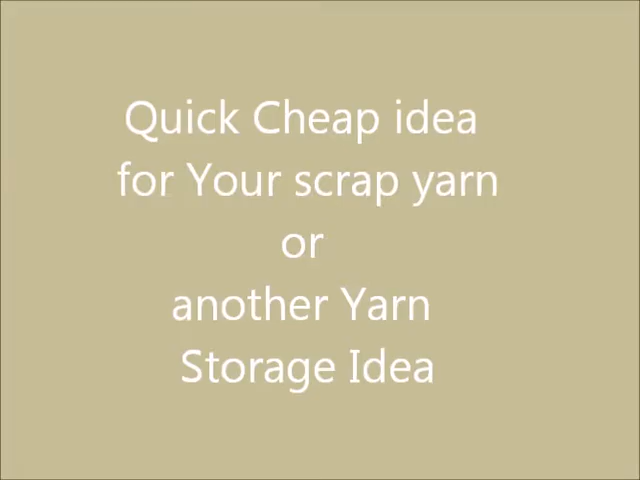 Quick Cheap idea
for Your scrap yarn
or
another Yarn
Storage Idea